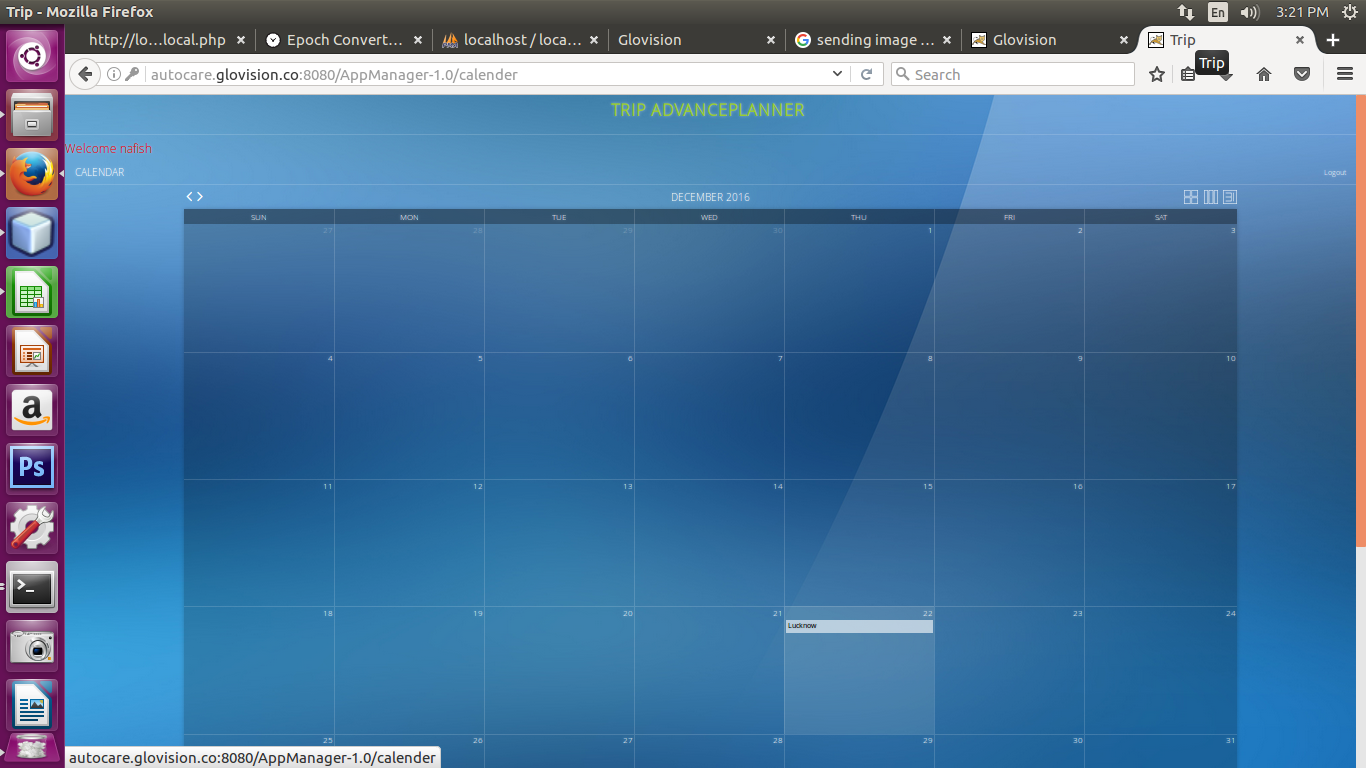 Trip - Mozilla Firefox
En
3:21 PM
http://lo...local.php
Epoch Convert...
localhost / loca...
Glovision
sending image ...
Glovision
Trip
autocare.glovision.co:8080/AppManager-1.0/calender
Search
Trip
TRIP ADVANCEPLANNER
Welcome nafish
CALENDAR
Logout
DECEMBER 2016
SUN MON TUE WED THU FRI SAT
27 28 29 30 1 2 3
4 5 6 7 8 9 10
11 12 13 14 15 16 17
18 19 20 21 22 23 24
Lucknow
25 26 27 28 29 30 31
a
Ps
>_
autocare.glovision.co:8080/AppManager-1.0/calender